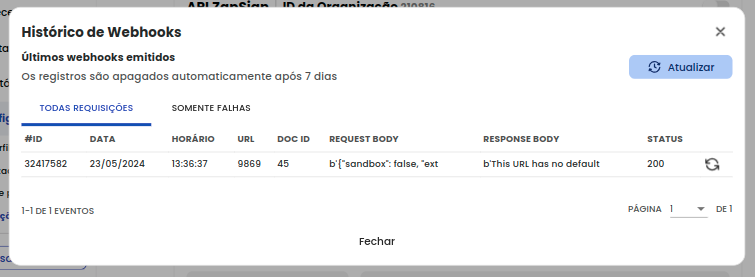 API ZapSign ID da Organização 210816
Histórico de Webhooks
Últimos webhooks emitidos
Os registros são apagados automaticamente após 7 dias
Atualizar
TODAS REQUISIÇÕES SOMENTE FALHAS
#ID DATA HORÁRIO URL DOC ID REQUEST BODY RESPONSE BODY STATUS
32417582 23/05/2024 13:36:37 9869 45 b'{"sandbox": false, "ext b'This URL has no default 200
1-1 DE 1 EVENTOS
PÁGINA 1 DE 1
Fechar